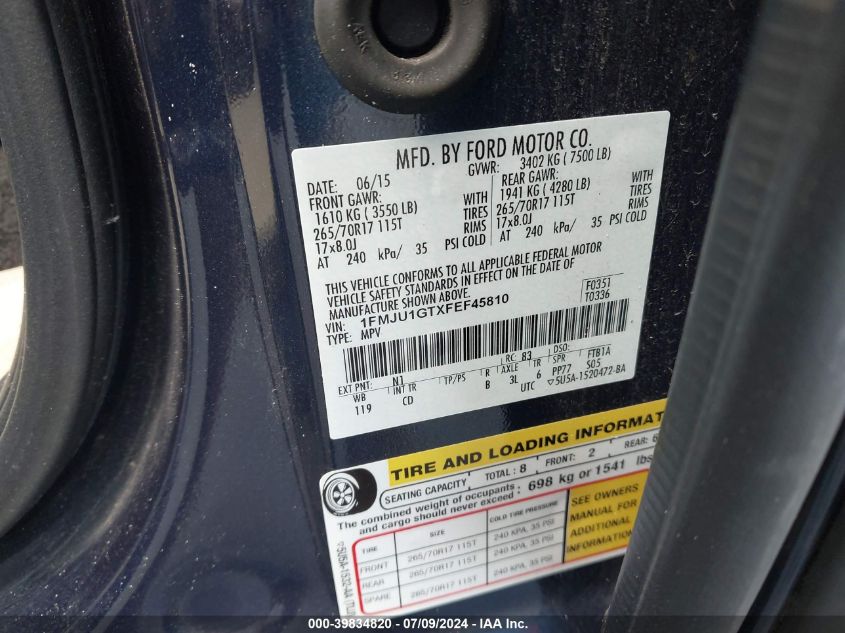 MFD. BY FORD MOTOR CO.
DATE: 06/15 GVWR: 3402 KG ( 7500 LB)
FRONT GAWR: REAR GAWR:
1610 KG ( 3550 LB) WITH 1941 KG ( 4280 LB) WITH
265/70R17 115T TIRES 265/70R17 115T TIRES
17x8.0J RIMS 17x8.0J RIMS
AT 240 kPa/ 35 PSI COLD AT 240 kPa/ 35 PSI COLD
THIS VEHICLE CONFORMS TO ALL APPLICABLE FEDERAL MOTOR
VEHICLE SAFETY STANDARDS IN EFFECT ON THE DATE OF
MANUFACTURE SHOWN ABOVE.
F0351
T0336
VIN: 1FMJU1GTXFEF45810
TYPE: MPV
EXT PNT: N1 RC: 83 DSO: FTB1A
WB INT TR TP/PS R AXLE TR SPR S05
119 CD B 3L 6 PP77
UTC ▽5U5A-1520472-BA
TIRE AND LOADING INFORMAT
SEATING CAPACITY TOTAL: 8 FRONT: 2 REAR: 6
The combined weight of occupants
and cargo should never exceed : 698 kg or 1541 lbs
TIRE SIZE COLD TIRE PRESSURE
FRONT 265/70R17 115T 240 KPA, 35 PSI
REAR 265/70R17 115T 240 KPA, 35 PSI
SPARE 265/70R17 115T 240 KPA, 35 PSI
SEE OWNERS
MANUAL FOR
ADDITIONAL
INFORMATION
000-39834820 - 07/09/2024 - IAAI.COM